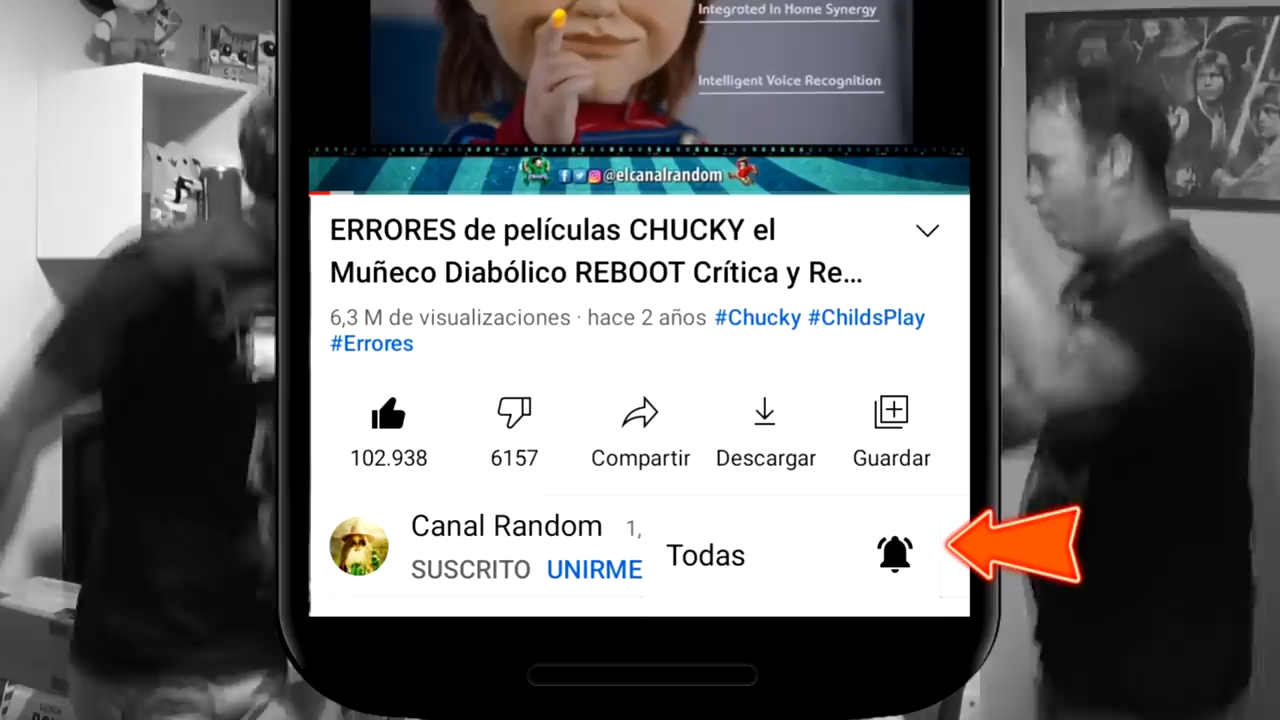 Integrated In Home Synergy
Intelligent Voice Recognition
@elcanalrandom
ERRORES de películas CHUCKY el
Muñeco Diabólico REBOOT Crítica y Re...
6,3 M de visualizaciones · hace 2 años #Chucky #ChildsPlay
#Errores
102.938
6157
Compartir
Descargar
Guardar
Canal Random 1,
SUSCRITO UNIRME
Todas